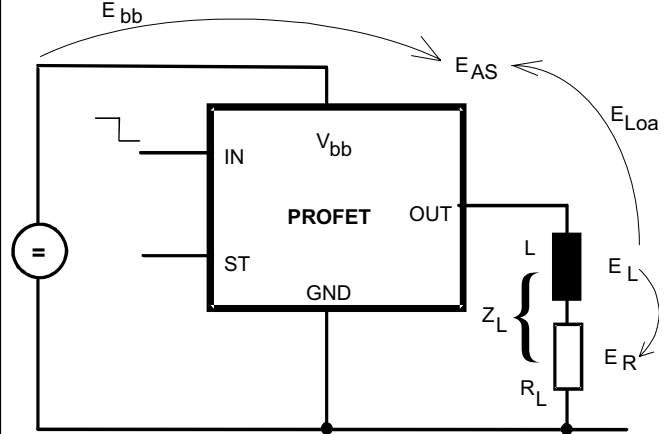 E bb
E AS
E Loa
IN
V bb
PROFET
OUT
=
ST
L
E L
GND
Z L {
E R
R L